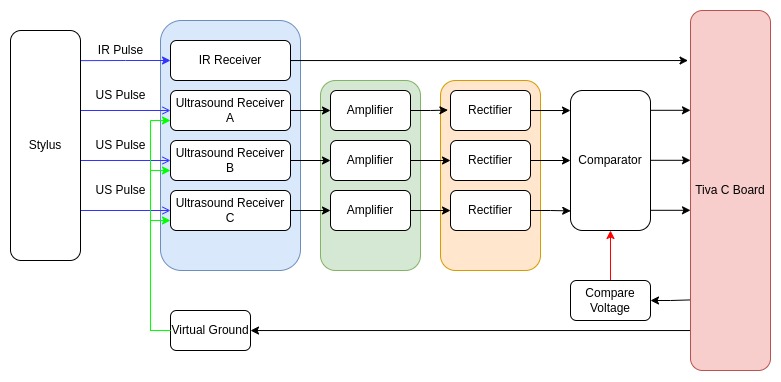 IR Pulse
IR Receiver
US Pulse
Ultrasound Receiver
A
Amplifier
Rectifier
Stylus
US Pulse
Ultrasound Receiver
B
Amplifier
Rectifier
Comparator
Tiva C Board
US Pulse
Ultrasound Receiver
C
Amplifier
Rectifier
Compare
Voltage
Virtual Ground